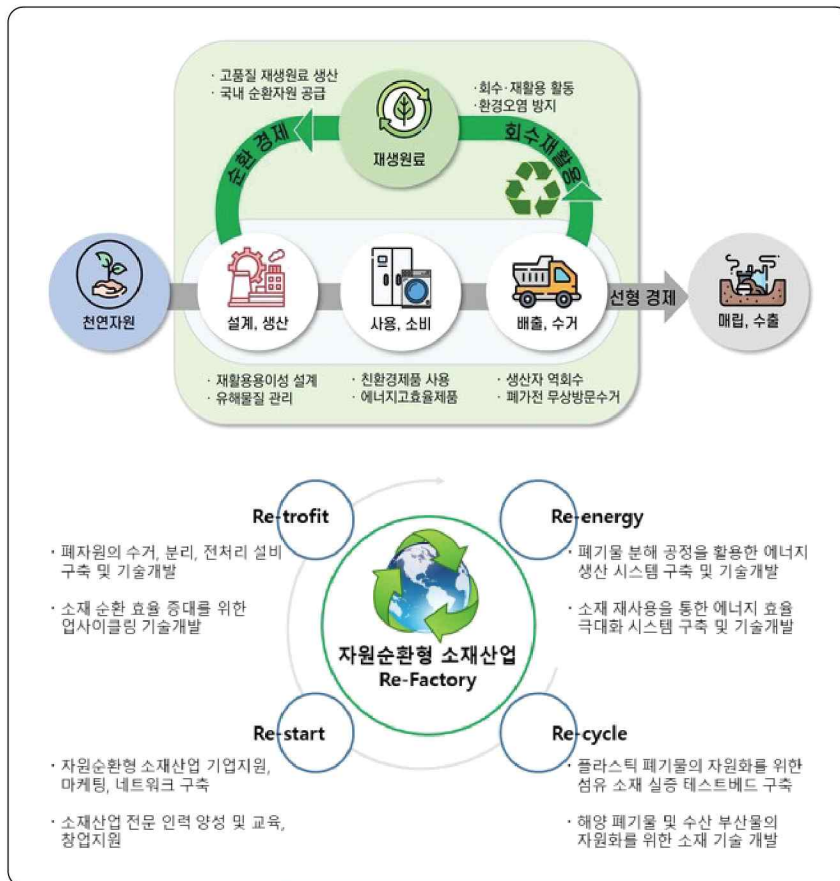 · 고품질 재생원료 생산
· 국내 순환자원 공급
· 회수·재활용 활동
· 환경오염 방지
순환 경제
재생원료
회수재활용
천연자원
설계, 생산
사용, 소비
배출, 수거
선형 경제
매립, 수출
· 재활용용이성 설계
· 유해물질 관리
· 친환경제품 사용
· 에너지고효율제품
· 생산자 역회수
· 폐가전 무상방문수거
Re-trofit
· 폐자원의 수거, 분리, 전처리 설비
구축 및 기술개발
· 소재 순환 효율 증대를 위한
업사이클링 기술개발
Re-energy
· 폐기물 분해 공정을 활용한 에너지
생산 시스템 구축 및 기술개발
· 소재 재사용을 통한 에너지 효율
극대화 시스템 구축 및 기술개발
자원순환형 소재산업
Re-Factory
Re-start
· 자원순환형 소재산업 기업지원,
마케팅, 네트워크 구축
· 소재산업 전문 인력 양성 및 교육,
창업지원
Re-cycle
· 플라스틱 폐기물의 자원화를 위한
섬유 소재 실증 테스트베드 구축
· 해양 폐기물 및 수산 부산물의
자원화를 위한 소재 기술 개발